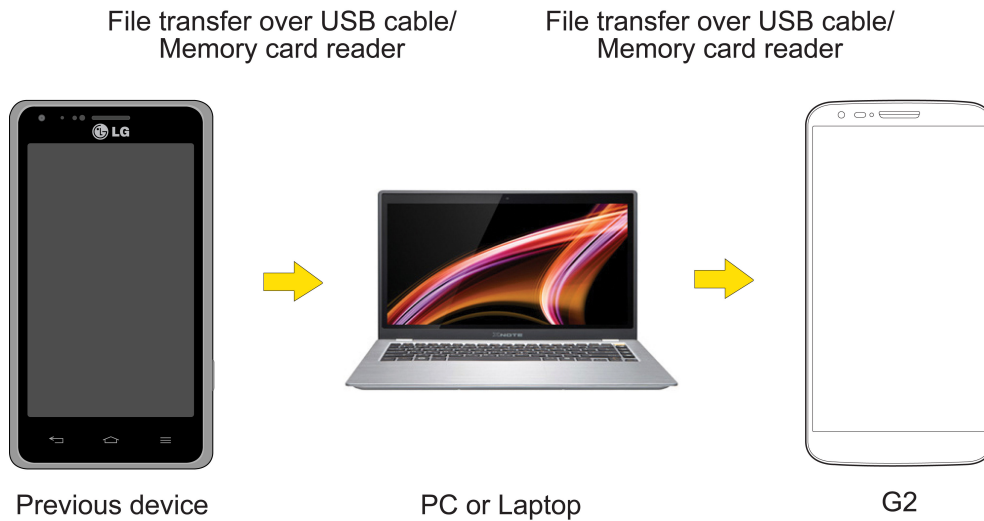 File transfer over USB cable/
Memory card reader
File transfer over USB cable/
Memory card reader
LG
XNOTE
Previous device
PC or Laptop
G2